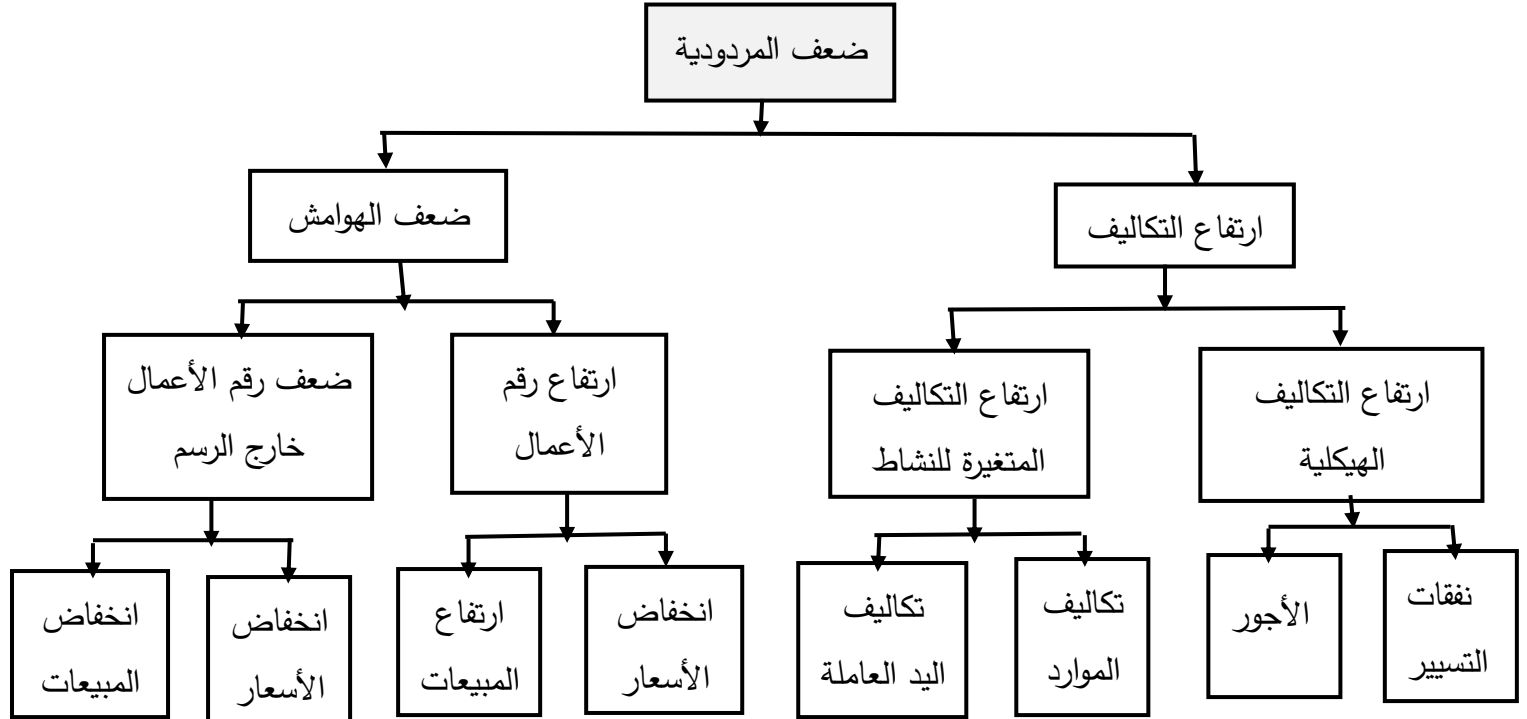 ضعف المردودية
ارتفاع التكاليف
ضعف الهوامش
ارتفاع التكاليف
الهيكلية
ارتفاع التكاليف
المتغيرة للنشاط
ارتفاع رقم
الأعمال
ضعف رقم الأعمال
خارج الرسم
نفقات
التسيير
الأجور
تكاليف
الموارد
تكاليف
اليد العاملة
انخفاض
الأسعار
ارتفاع
المبيعات
انخفاض
الأسعار
انخفاض
المبيعات